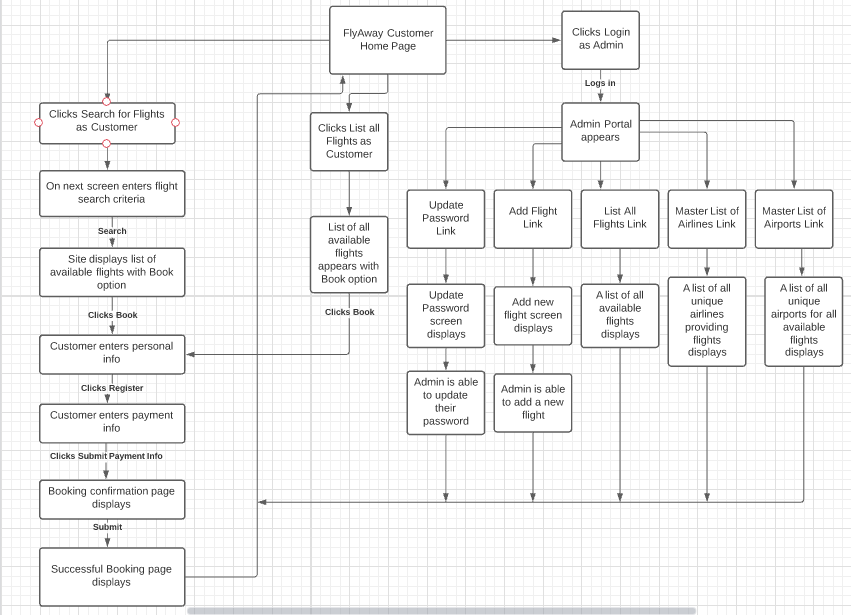 FlyAway Customer
Home Page
Clicks Login
as Admin
Logs in
Clicks Search for Flights
as Customer
Clicks List all
Flights as
Customer
Admin Portal
appears
On next screen enters flight
search criteria
Search
Site displays list of
available flights with Book
option
Clicks Book
Customer enters personal
info
Clicks Register
Customer enters payment
info
Clicks Submit Payment Info
Booking confirmation page
displays
Submit
Successful Booking page
displays
List of all
available
flights
appears with
Book option
Clicks Book
Update
Password
Link
Add Flight
Link
List All
Flights Link
Master List of
Airlines Link
Master List of
Airports Link
Update
Password
screen
displays
Add new
flight screen
displays
A list of all
available
flights
displays
A list of all
unique
airlines
providing
flights
displays
A list of all
unique
airports for all
available
flights
displays
Admin is able
to update
their
password
Admin is able
to add a new
flight